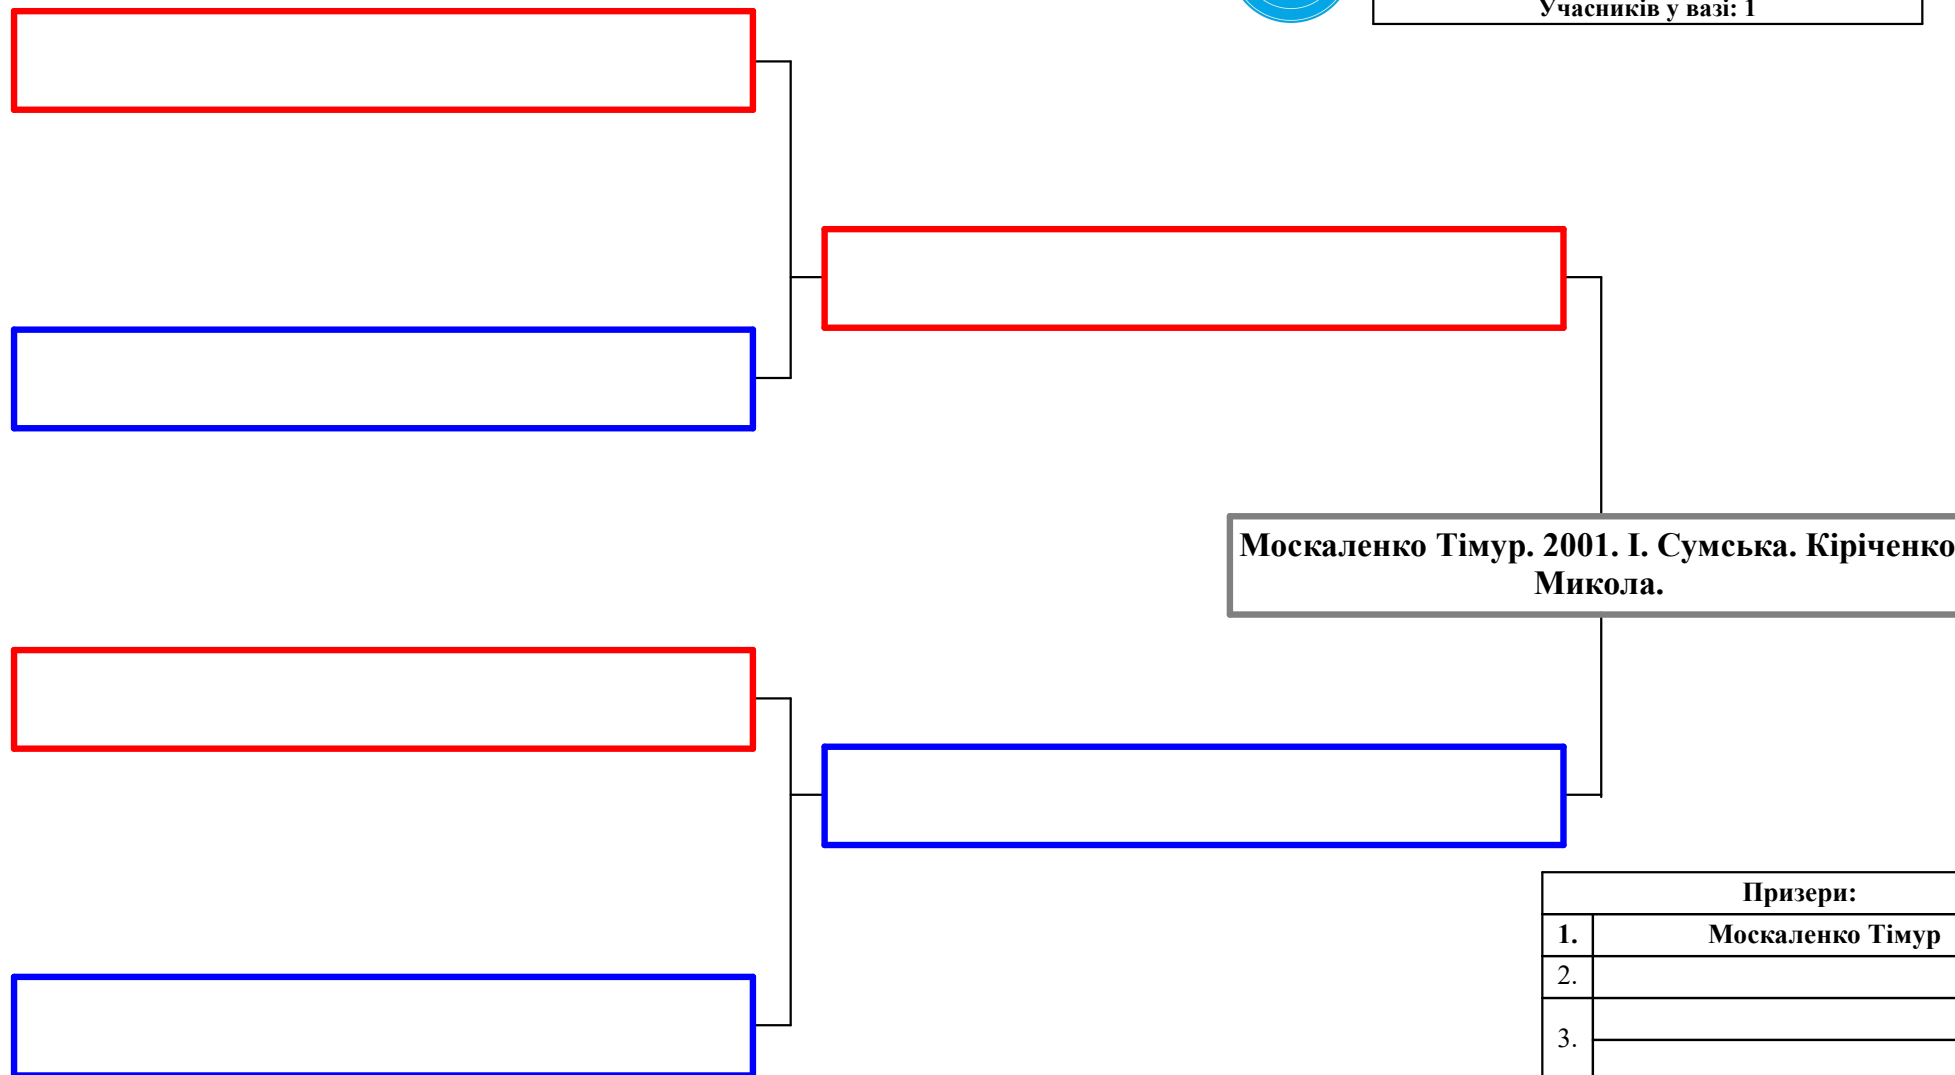 Учасників у вазі: 1
Москаленко Тімур. 2001. І. Сумська. Кіріченко
Микола.
Призери:
1. Москаленко Тімур
2.
3.